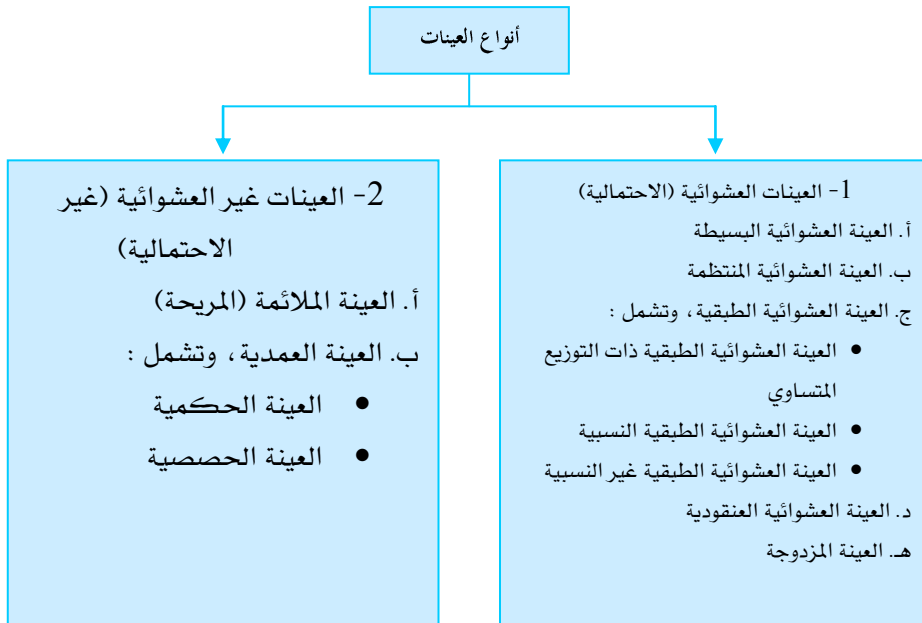 أنواع العينات
1- العينات العشوائية (الاحتمالية)
أ. العينة العشوائية البسيطة
ب. العينة العشوائية المنتظمة
ج. العينة العشوائية الطبقية، وتشمل :
• العينة العشوائية الطبقية ذات التوزيع
المتساوي
• العينة العشوائية الطبقية النسبية
• العينة العشوائية الطبقية غير النسبية
د. العينة العشوائية العنقودية
هـ. العينة المزدوجة
2- العينات غير العشوائية (غير
الاحتمالية)
أ. العينة الملائمة (المريحة)
ب. العينة العمدية، وتشمل :
• العينة الحكمية
• العينة الحصصية